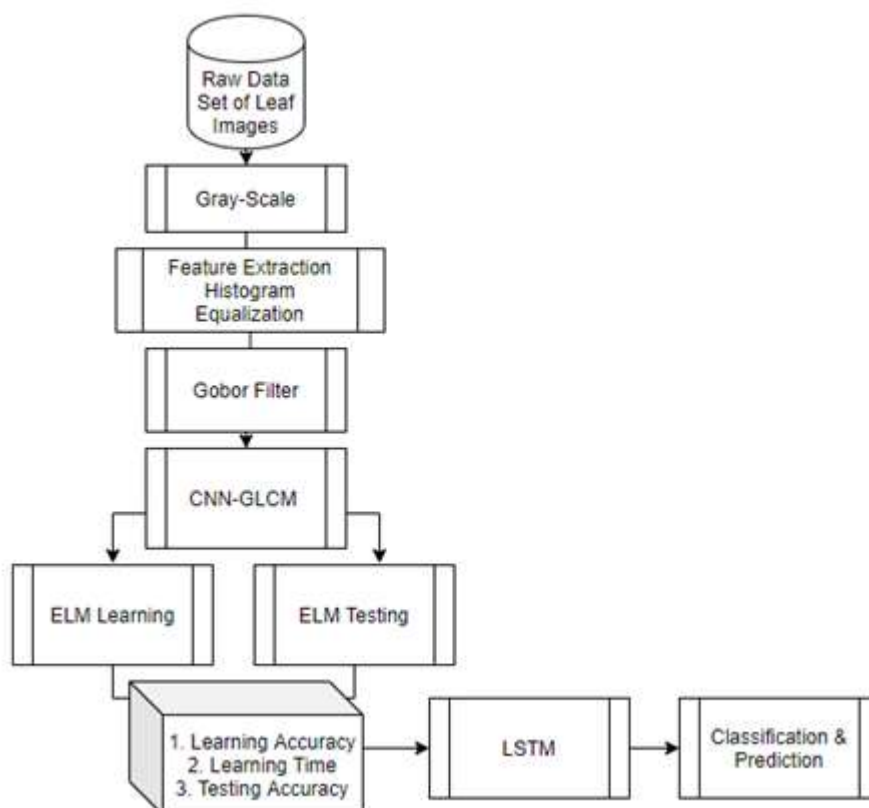 Raw Data
Set of Leaf
Images
Gray-Scale
Feature Extraction
Histogram
Equalization
Gobor Filter
CNN-GLCM
ELM Learning
ELM Testing
1. Learning Accuracy
2. Learning Time
3. Testing Accuracy
LSTM
Classification &
Prediction